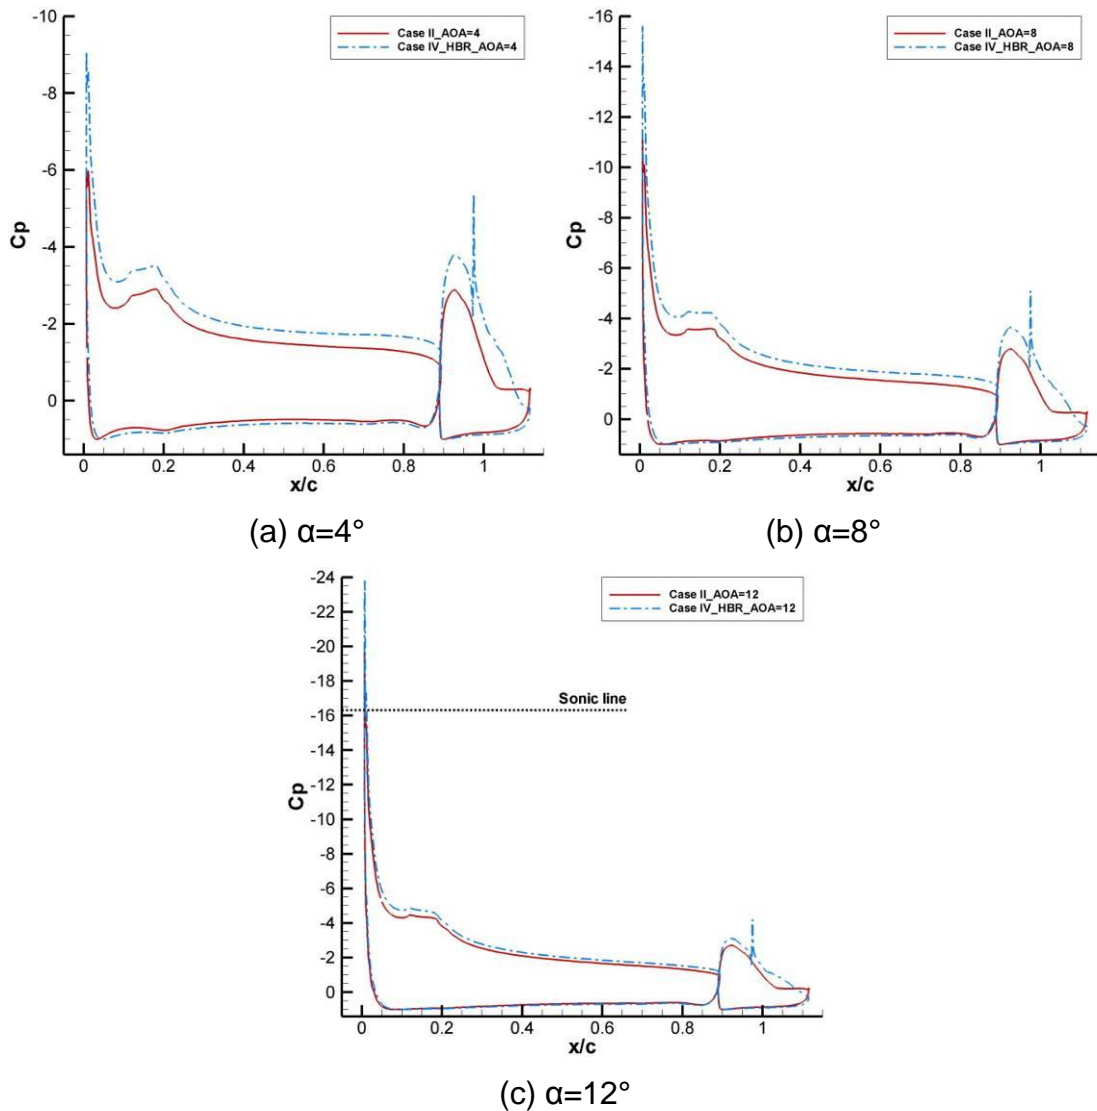 -10
-8
-6
-4
-2
0
Cp
Case II_AOA=4
Case IV_HBR_AOA=4
0 0.2 0.4 0.6 0.8 1
x/c
(a) α=4°
-16
-14
-12
-10
-8
-6
-4
-2
0
Cp
Case II_AOA=8
Case IV_HBR_AOA=8
0 0.2 0.4 0.6 0.8 1
x/c
(b) α=8°
-24
-22
-20
-18
-16
-14
-12
-10
-8
-6
-4
-2
0
Cp
Case II_AOA=12
Case IV_HBR_AOA=12
Sonic line
0 0.2 0.4 0.6 0.8 1
x/c
(c) α=12°